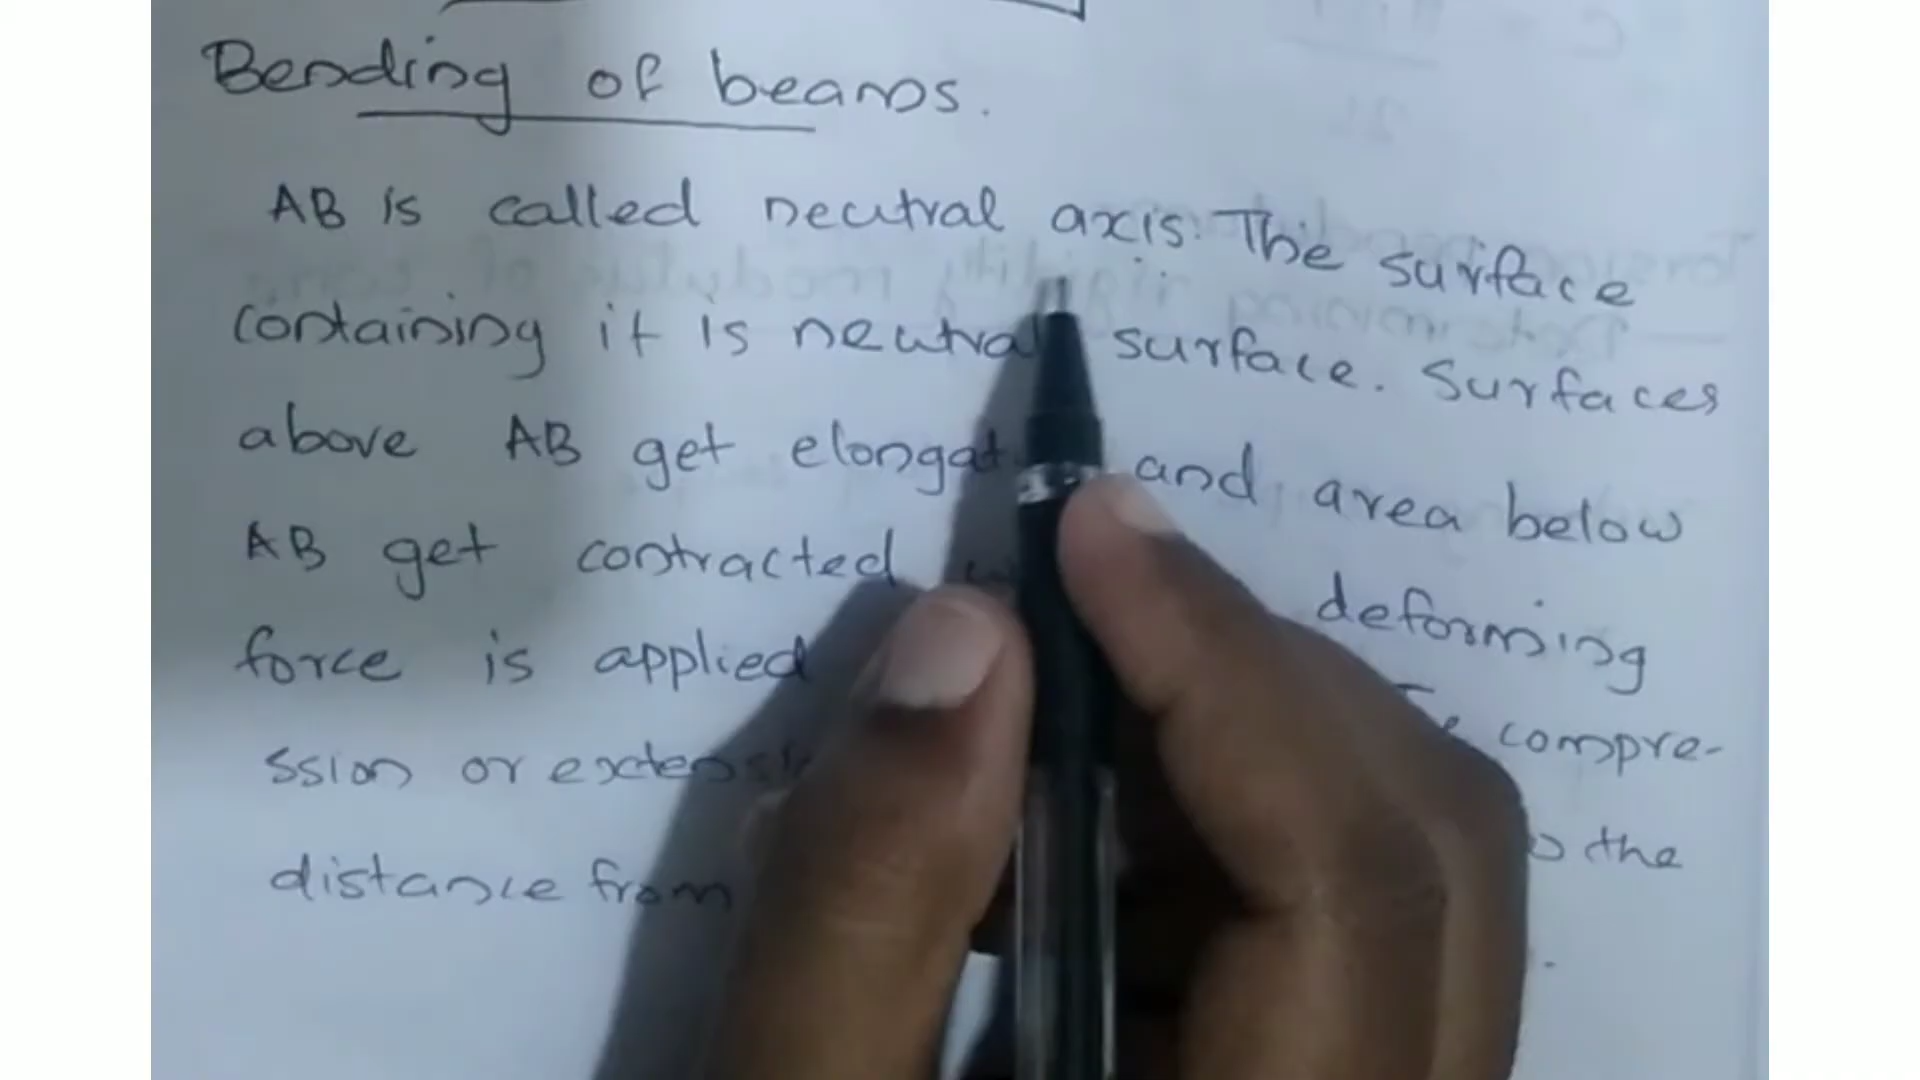 Bending of beams.
AB is called neutral axis. The surface
containing it is neutral surface. Surfaces
above AB get and area below
AB get contracted deforming
force is applied compre-
ssion or the
distance from